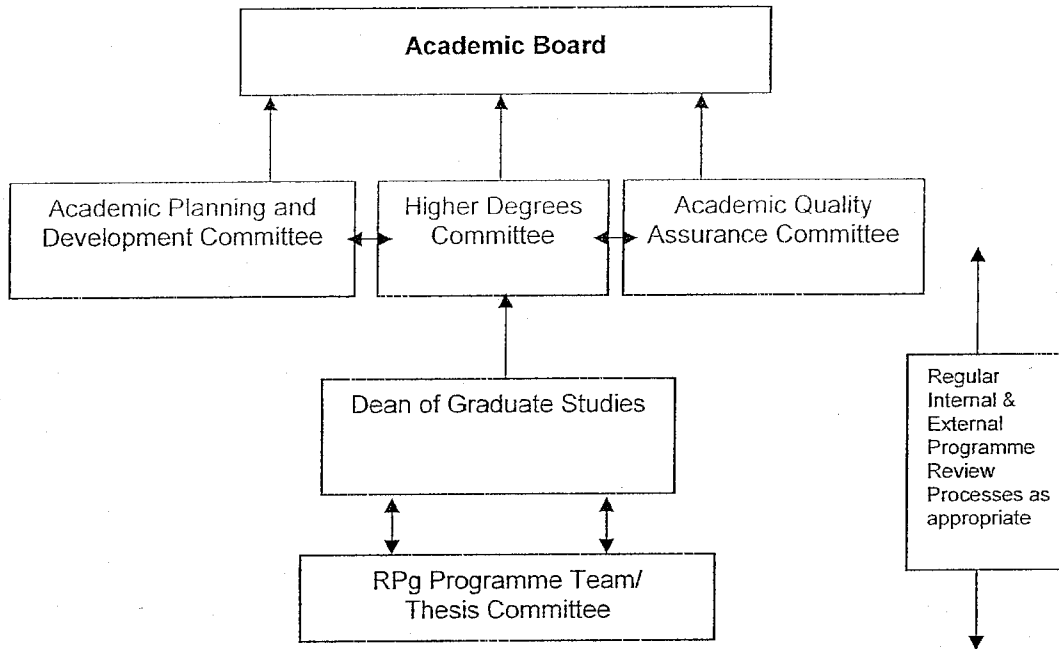 Academic Board
Academic Planning and
Development Committee
Higher Degrees
Committee
Academic Quality
Assurance Committee
Dean of Graduate Studies
Regular
Internal &
External
Programme
Review
Processes as
appropriate
RPg Programme Team/
Thesis Committee